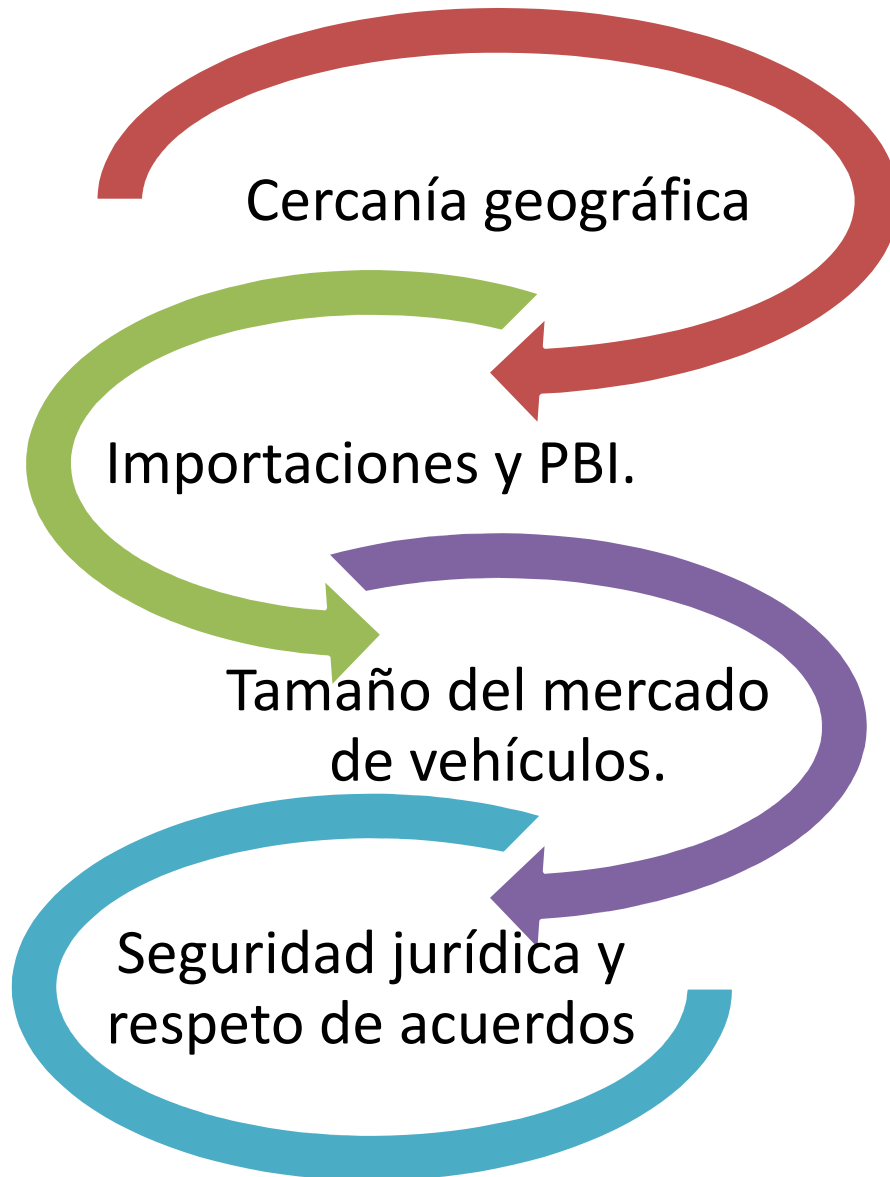 Cercanía geográfica
Importaciones y PBI.
Tamaño del mercado
de vehículos.
Seguridad jurídica y
respeto de acuerdos